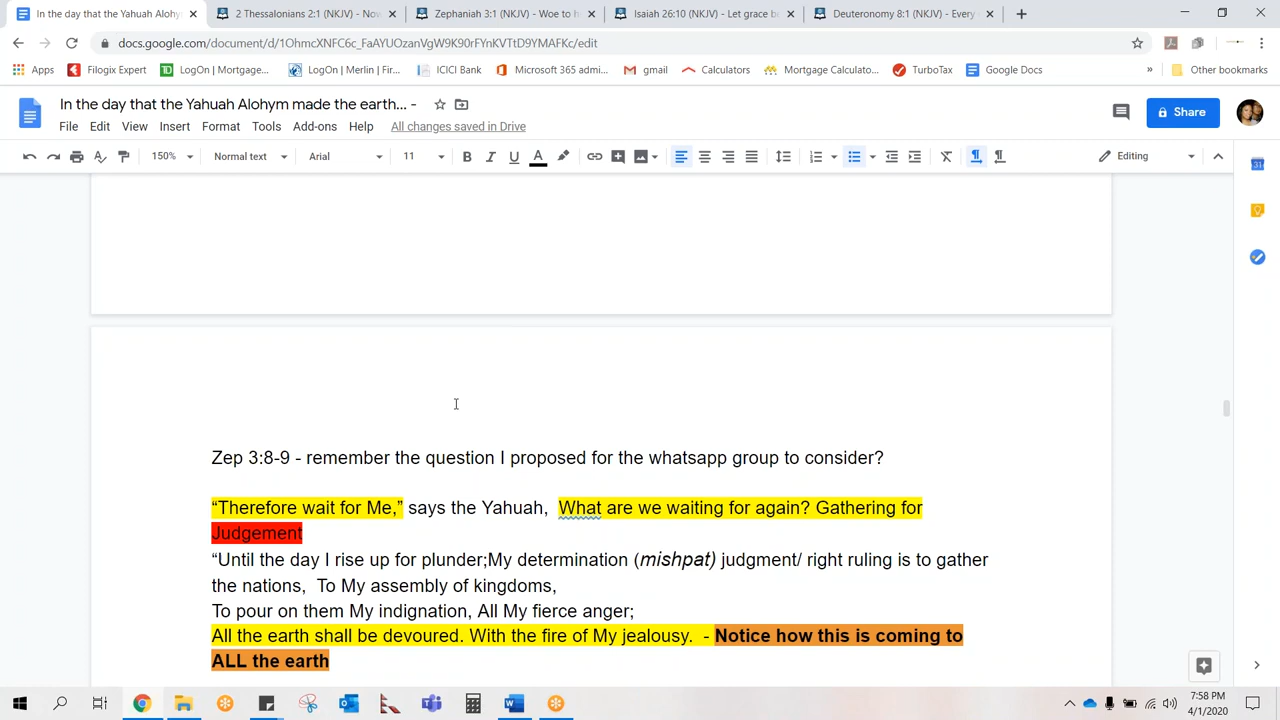 In the day that the Yahuah Alohy
2 Thessalonians 2:1 (NKJV) - Nov
Zephaniah 3:1 (NKJV) - Woe to h
Isaiah 26:10 (NKJV) - Let grace b
Deuteronomy 8:1 (NKJV) - Every
docs.google.com/document/d/1OhmcXNFC6c_FaAYUOzanVgW9K90rFYnKVTtD9YMAFKc/edit
Apps
Filogix Expert
LogOn | Mortgage...
LogOn | Merlin | Fir...
ICICI Bank
Microsoft 365 admi...
gmail
Calculators
Mortgage Calculato...
TurboTax
Google Docs
»
Other bookmarks
In the day that the Yahuah Alohym made the earth... -
File Edit View Insert Format Tools Add-ons Help All changes saved in Drive
Share
150% Normal text Arial 11 B I U A Editing
31
Zep 3:8-9 - remember the question I proposed for the whatsapp group to consider?
“Therefore wait for Me,” says the Yahuah, What are we waiting for again? Gathering for
Judgement
“Until the day I rise up for plunder;My determination (mishpat) judgment/ right ruling is to gather
the nations, To My assembly of kingdoms,
To pour on them My indignation, All My fierce anger;
All the earth shall be devoured. With the fire of My jealousy. - Notice how this is coming to
ALL the earth
7:58 PM
4/1/2020